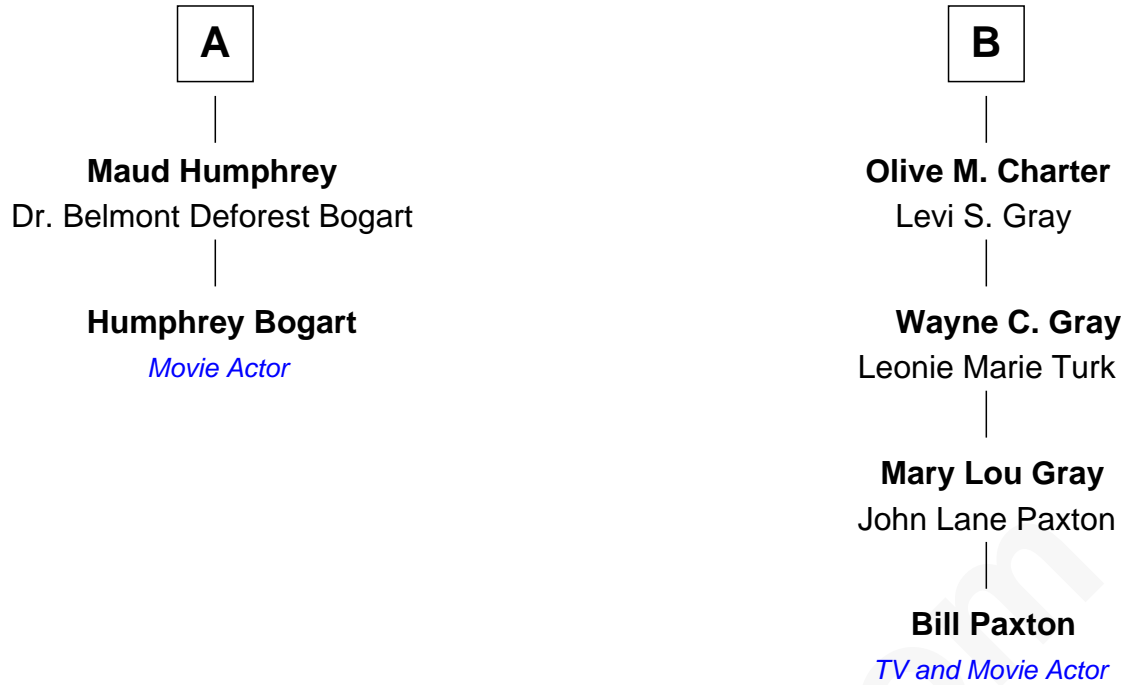 A
Maud Humphrey
Dr. Belmont Deforest Bogart
Humphrey Bogart
Movie Actor
B
Olive M. Charter
Levi S. Gray
Wayne C. Gray
Leonie Marie Turk
Mary Lou Gray
John Lane Paxton
Bill Paxton
TV and Movie Actor